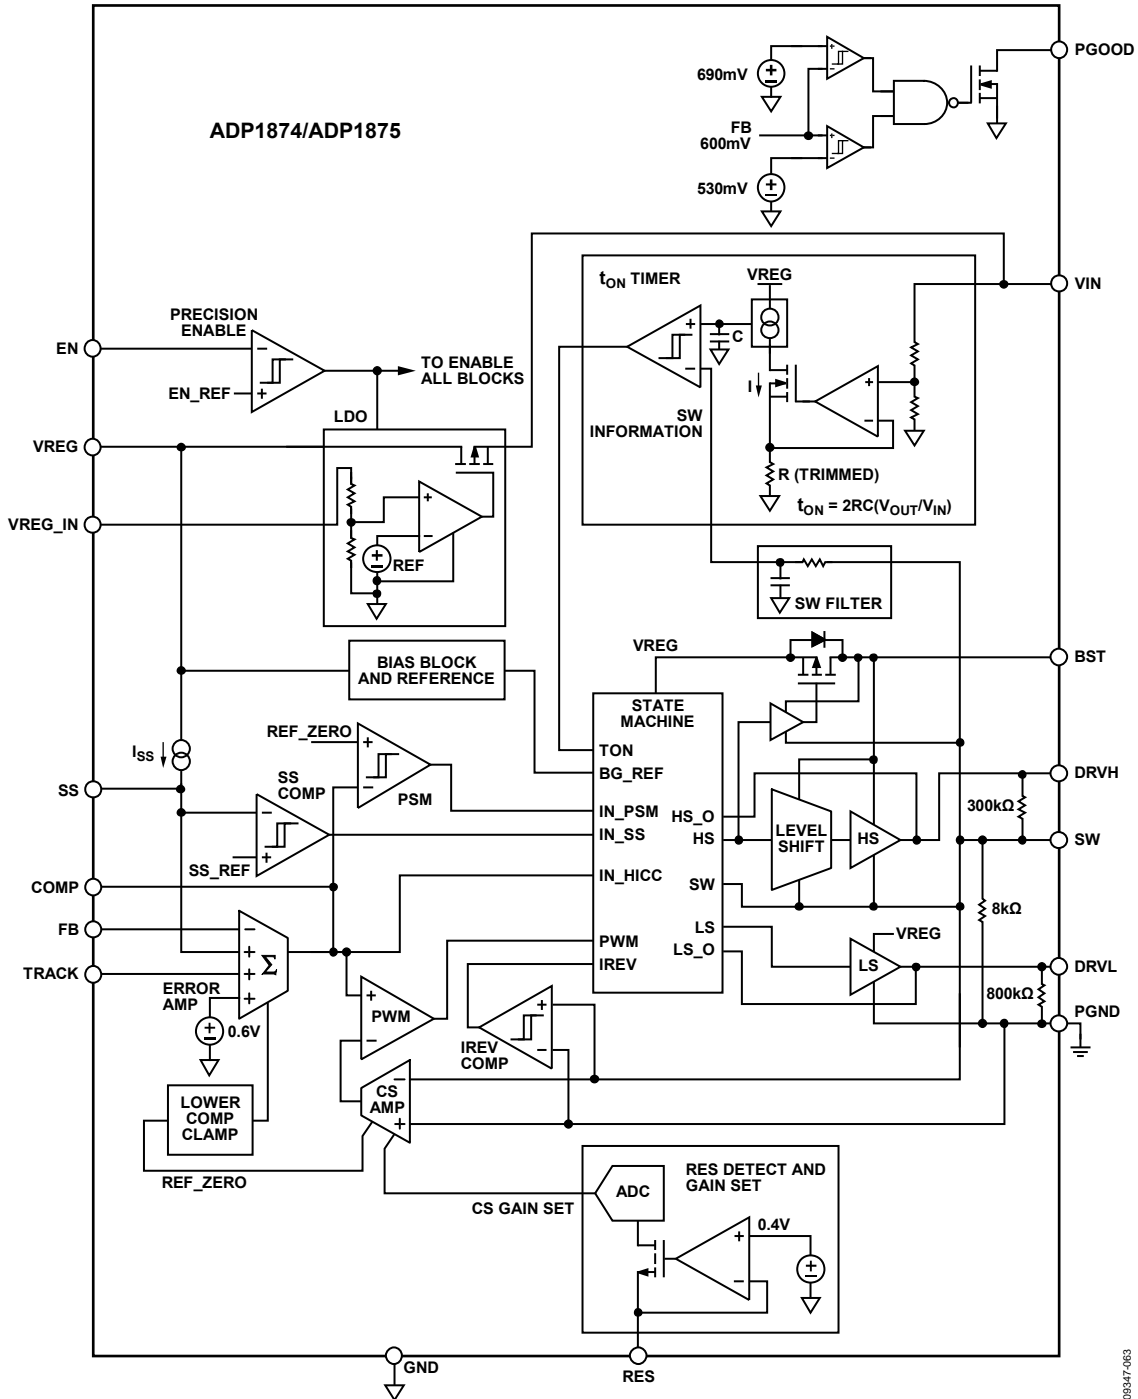 PGOOD
690mV
ADP1874/ADP1875
FB
600mV
530mV
tON TIMER
VREG
VIN
PRECISION
ENABLE
C
EN
TO ENABLE
ALL BLOCKS
I
EN_REF
LDO
SW
INFORMATION
VREG
R (TRIMMED)
tON = 2RC(VOUT/VIN)
VREG_IN
REF
SW FILTER
VREG
BST
BIAS BLOCK
AND REFERENCE
STATE
MACHINE
REF_ZERO
ISS
TON
BG_REF
DRVH
SS
SS
COMP
PSM
IN_PSM
HS_O
300kΩ
IN_SS
HS
LEVEL
SHIFT
HS
SW
SS_REF
COMP
IN_HICC
SW
8kΩ
FB
LS
VREG
PWM
LS_O
TRACK
Σ
IREV
LS
DRVL
ERROR
AMP
800kΩ
0.6V
PWM
PGND
IREV
COMP
LOWER
COMP
CLAMP
CS
AMP
REF_ZERO
RES DETECT AND
GAIN SET
CS GAIN SET
ADC
0.4V
GND
RES
09347-063